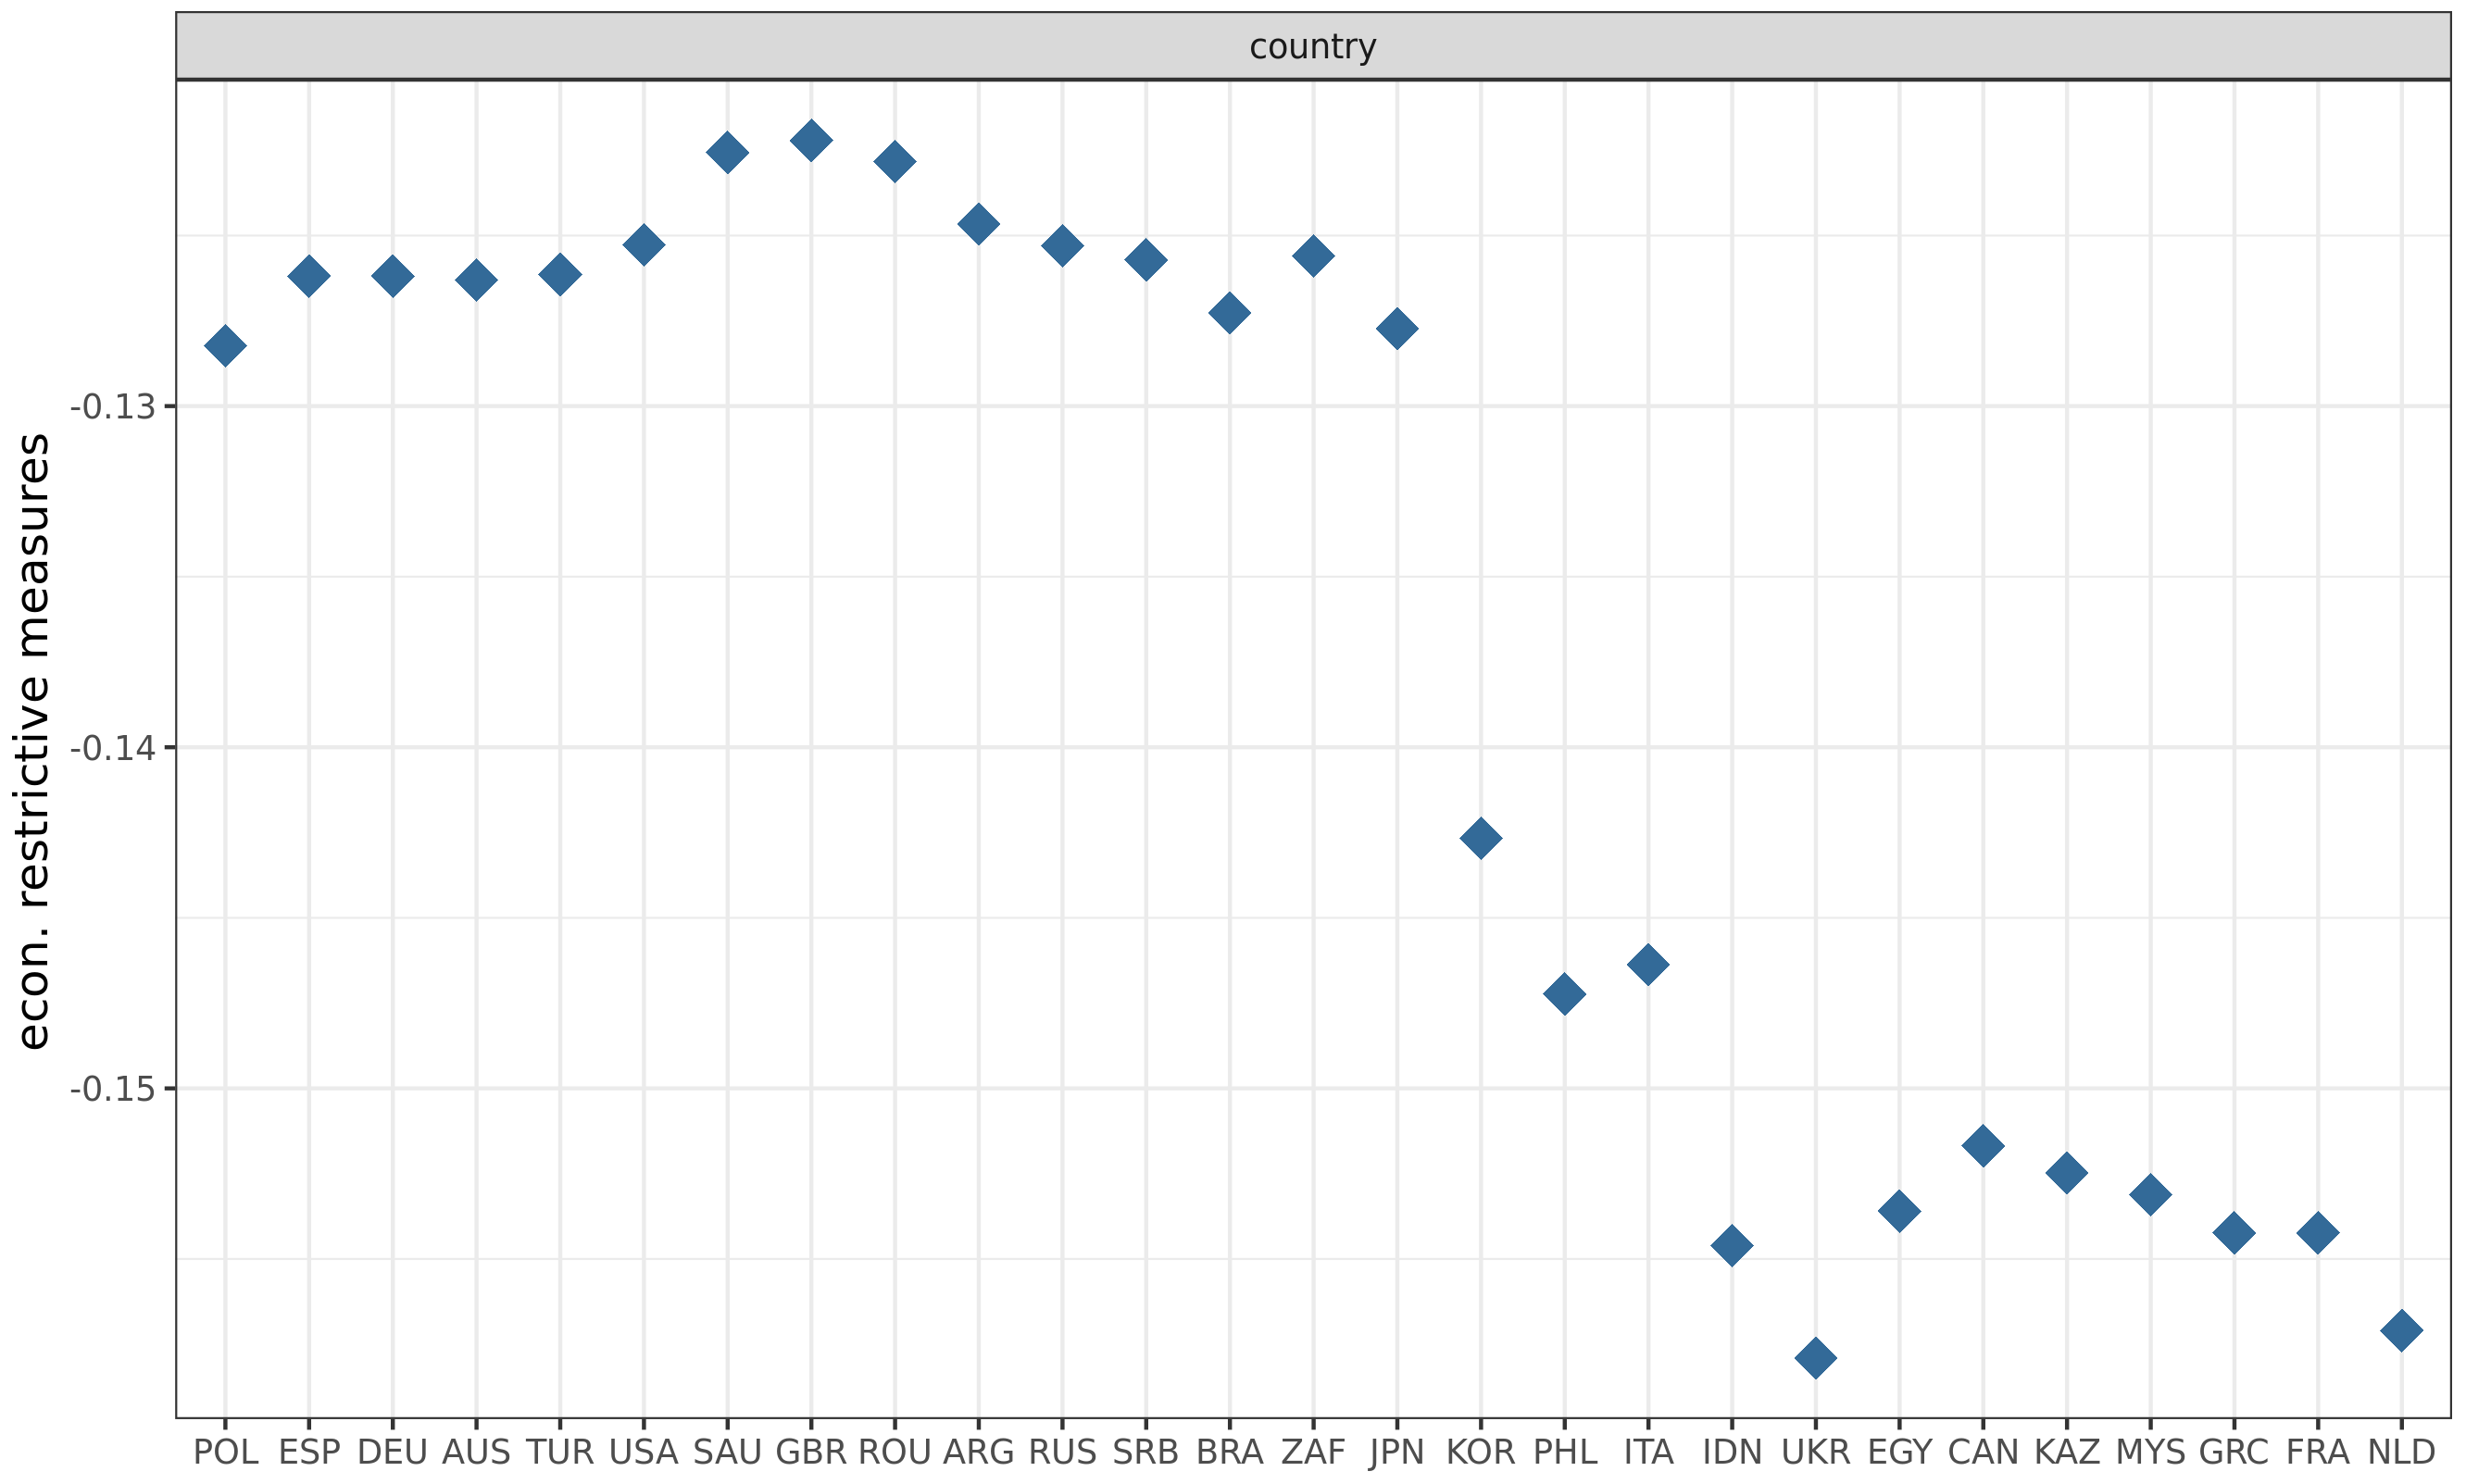 country
econ. restrictive measures
-0.13
-0.14
-0.15
POL ESP DEU AUS TUR USA SAU GBR ROU ARG RUS SRB BRA ZAF JPN KOR PHL ITA IDN UKR EGY CAN KAZ MYS GRC FRA NLD